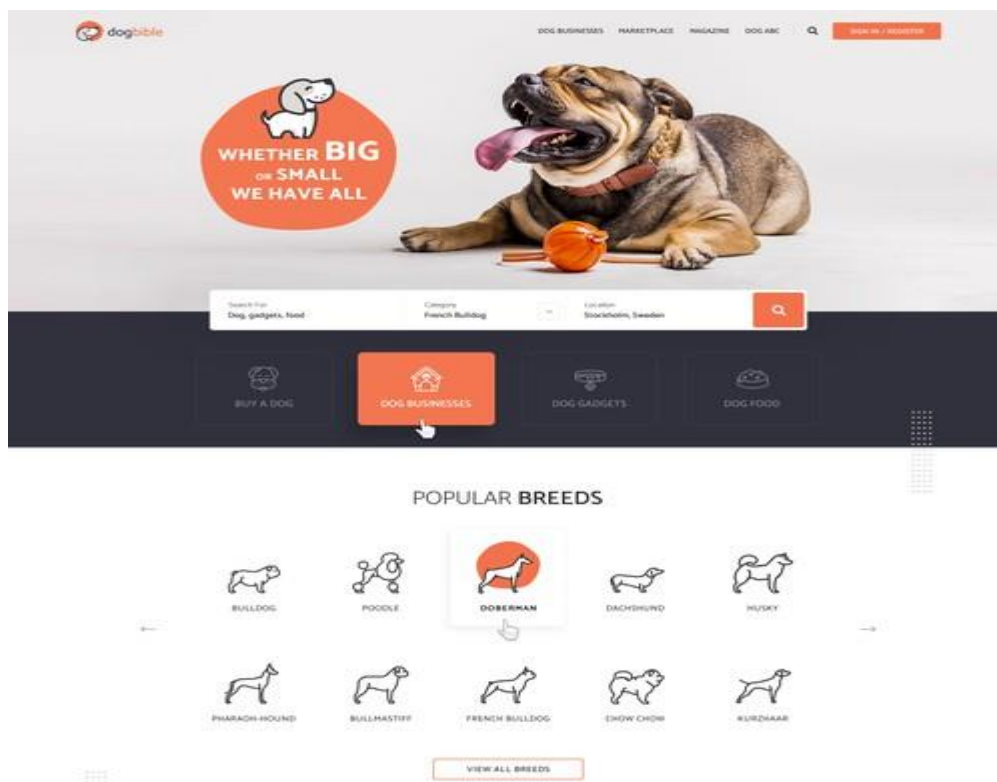 dogbible
DOG BUSINESSES MARKETPLACE MAGAZINE DOG ABC SIGN IN / REGISTER
WHETHER BIG
OR SMALL
WE HAVE ALL
Search For
Dog, gadgets, food
Category
French Bulldog
Location
Stockholm, Sweden
BUY A DOG
DOG BUSINESSES
DOG GADGETS
DOG FOOD
POPULAR BREEDS
BULLDOG
POODLE
DOBERMAN
DACHSHUND
HUSKY
PHARAOH-HOUND
BULLMASTIFF
FRENCH BULLDOG
CHOW CHOW
KURZHAAR
VIEW ALL BREEDS